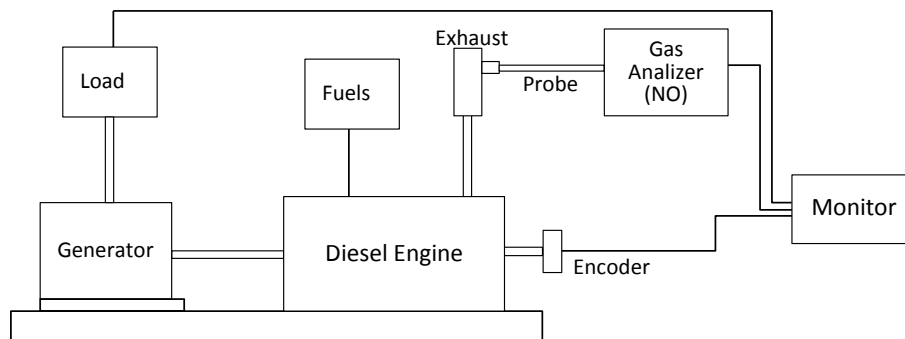 Exhaust
Gas
Analizer
(NO)
Load
Fuels
Probe
Monitor
Generator
Diesel Engine
Encoder